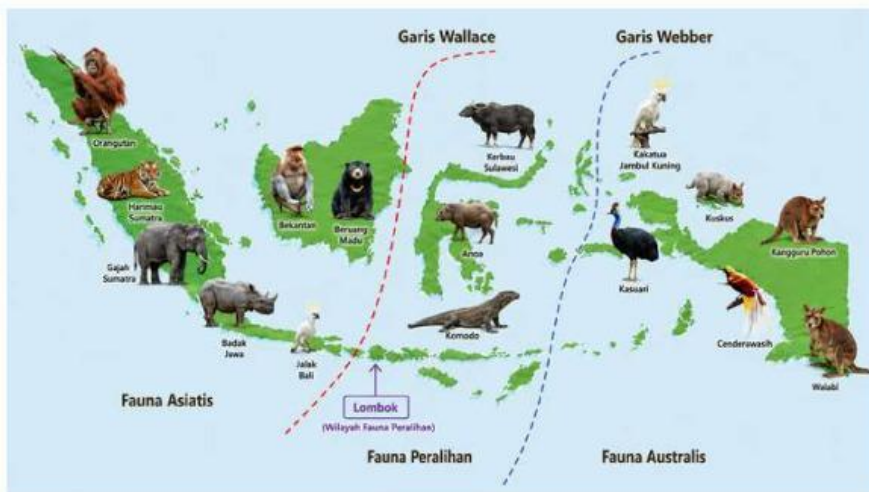 Garis Wallace
Garis Webber
Orangutan
Harimau
Sumatra
Gajah
Sumatra
Badak
Jawa
Jalak
Bali
Bekantan
Beruang
Madu
Kerbau
Sulawesi
Anoa
Komodo
Kakatua
Jambul Kuning
Kuskus
Kangguru Pohon
Kasuari
Cenderawasih
Walabi
Lombok
(Wilayah Fauna Peralihan)
Fauna Asiatis
Fauna Peralihan
Fauna Australis